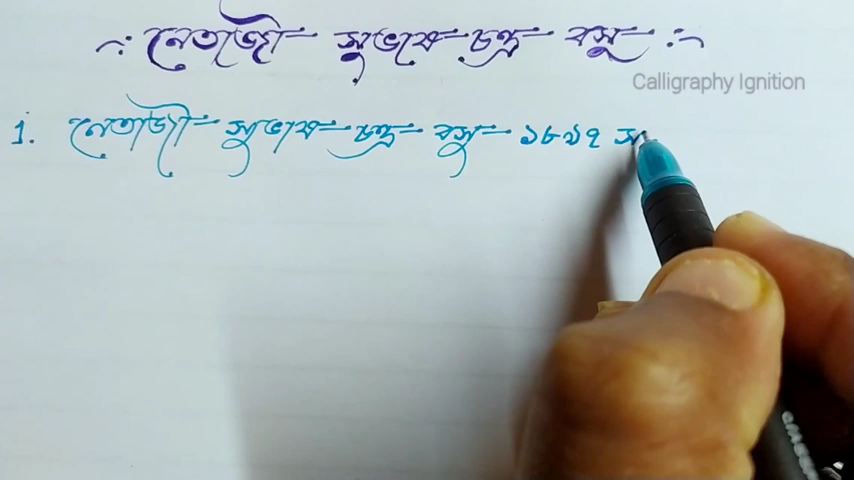 ∴ নেতাজী সুভাষ চন্দ্র বসু ∴
Calligraphy Ignition
1. নেতাজী সুভাষ চন্দ্র বসু ১৮৯৭ স